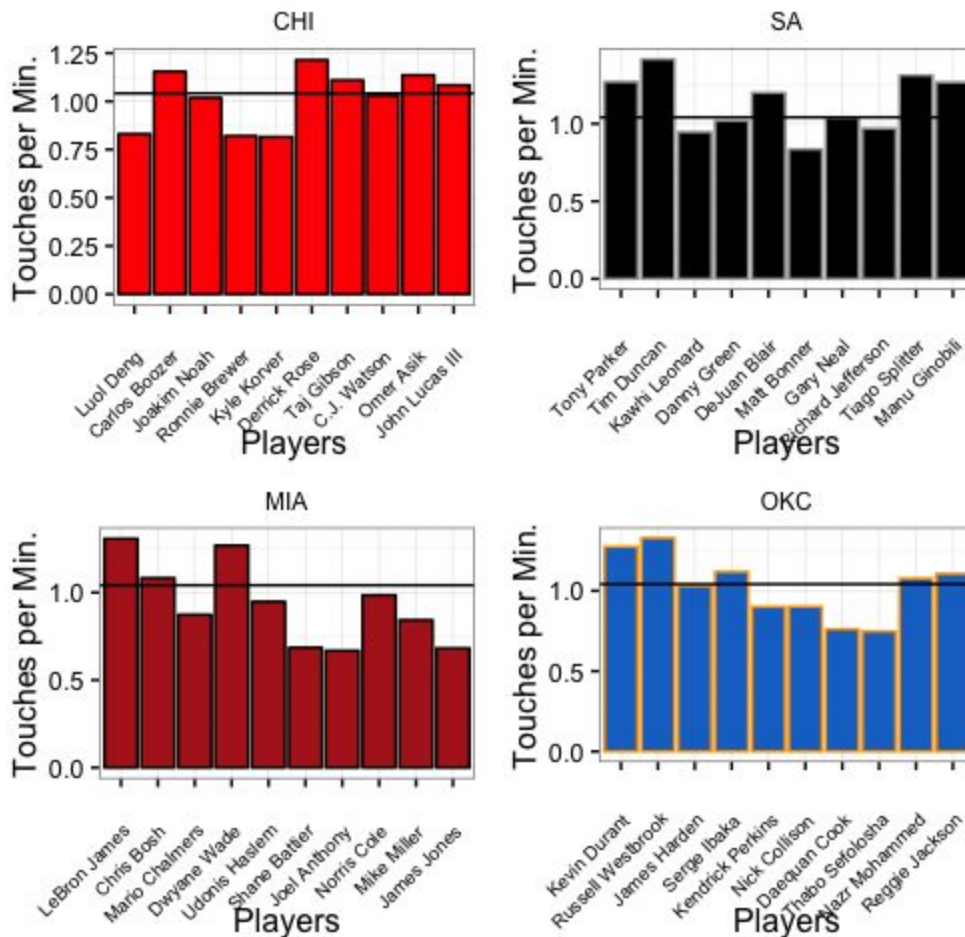 CHI
Touches per Min.
1.25
1.00
0.75
0.50
0.25
0.00
Luol Deng
Carlos Boozer
Joakim Noah
Ronnie Brewer
Kyle Korver
Derrick Rose
Taj Gibson
C.J. Watson
Omer Asik
John Lucas III
Players
SA
Touches per Min.
1.0
0.5
0.0
Tony Parker
Tim Duncan
Kawhi Leonard
Danny Green
DeJuan Blair
Matt Bonner
Gary Neal
Richard Jefferson
Tiago Splitter
Manu Ginobili
Players
MIA
Touches per Min.
1.0
0.5
0.0
LeBron James
Chris Bosh
Mario Chalmers
Dwyane Wade
Udonis Haslem
Shane Battier
Joel Anthony
Norris Cole
Mike Miller
James Jones
Players
OKC
Touches per Min.
1.0
0.5
0.0
Kevin Durant
Russell Westbrook
James Harden
Serge Ibaka
Kendrick Perkins
Nick Collison
Daequan Cook
Thabo Sefolosha
Nazr Mohammed
Reggie Jackson
Players